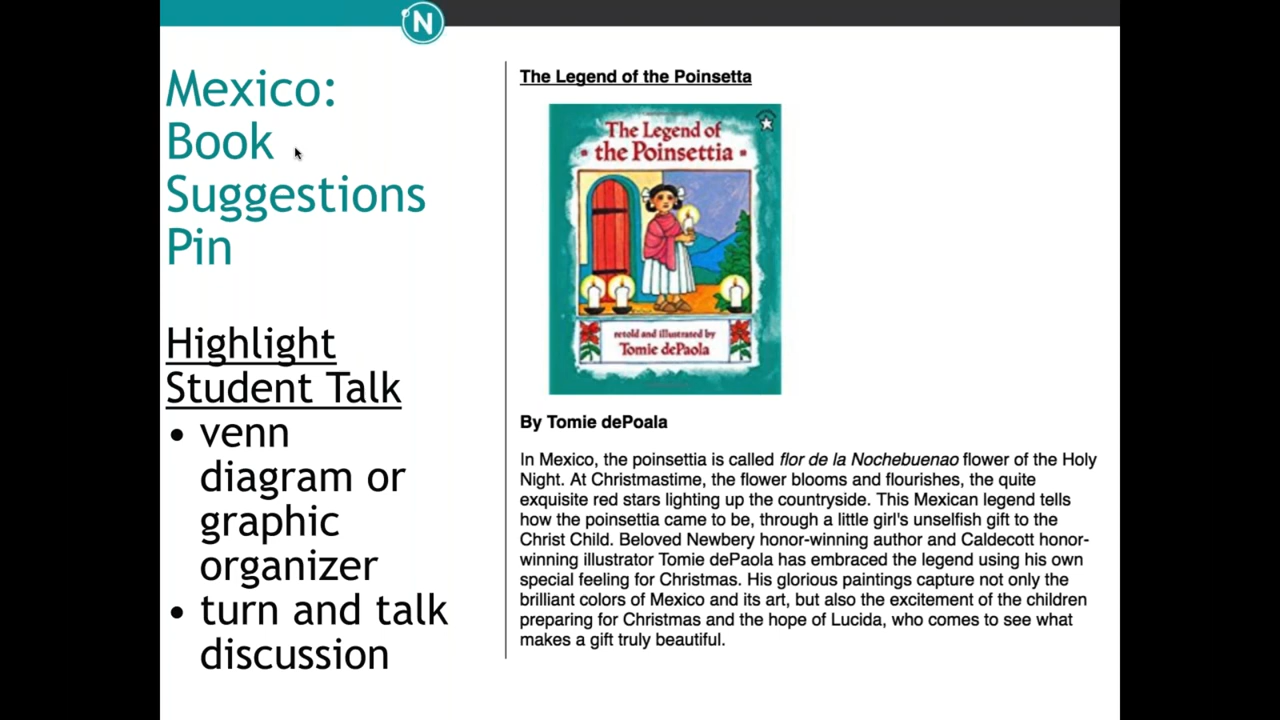 N
Mexico:
Book
Suggestions
Pin
Highlight
Student Talk
• venn
diagram or
graphic
organizer
• turn and talk
discussion
The Legend of the Poinsetta
The Legend of
the Poinsettia
retold and illustrated by
Tomie dePaola
By Tomie dePoala
In Mexico, the poinsettia is called flor de la Nochebuenao flower of the Holy
Night. At Christmastime, the flower blooms and flourishes, the quite
exquisite red stars lighting up the countryside. This Mexican legend tells
how the poinsettia came to be, through a little girl's unselfish gift to the
Christ Child. Beloved Newbery honor-winning author and Caldecott honor-
winning illustrator Tomie dePaola has embraced the legend using his own
special feeling for Christmas. His glorious paintings capture not only the
brilliant colors of Mexico and its art, but also the excitement of the children
preparing for Christmas and the hope of Lucida, who comes to see what
makes a gift truly beautiful.